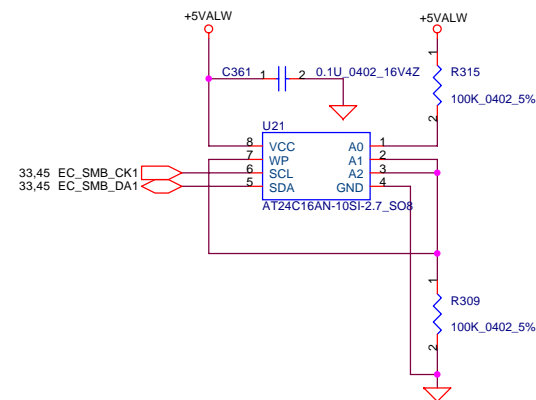 +5VALW
+5VALW
C361 1 2 0.1U_0402_16V4Z
1
R315
100K_0402_5%
2
U21
8 VCC A0 1
7 WP A1 2
33,45 EC_SMB_CK1 6 SCL A2 3
33,45 EC_SMB_DA1 5 SDA GND 4
AT24C16AN-10SI-2.7_SO8
1
R309
100K_0402_5%
2